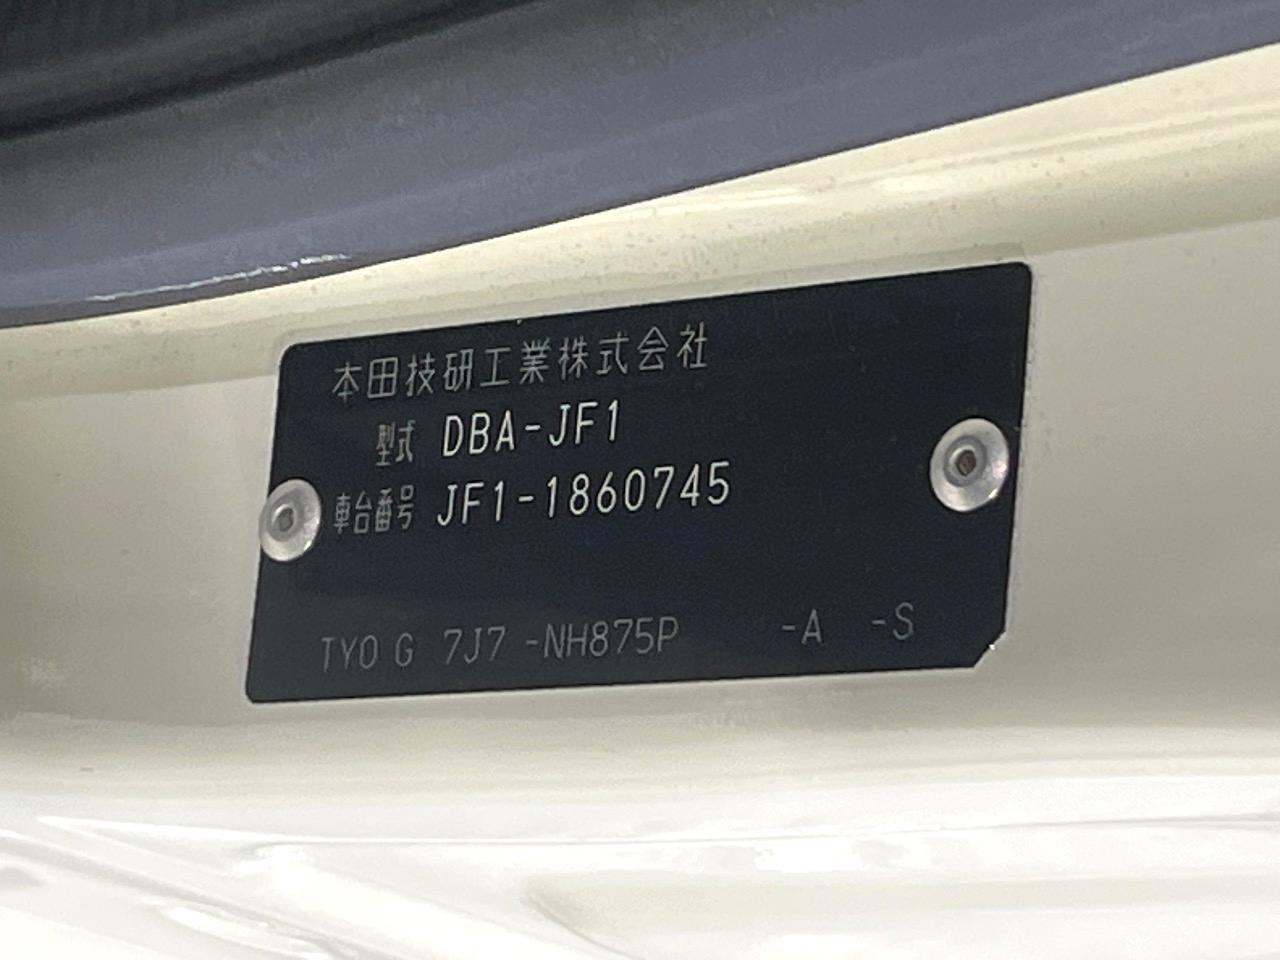 本田技研工業株式会社
型式 DBA-JF1
車台番号 JF1-1860745
TYO G 7J7 -NH875P -A -S